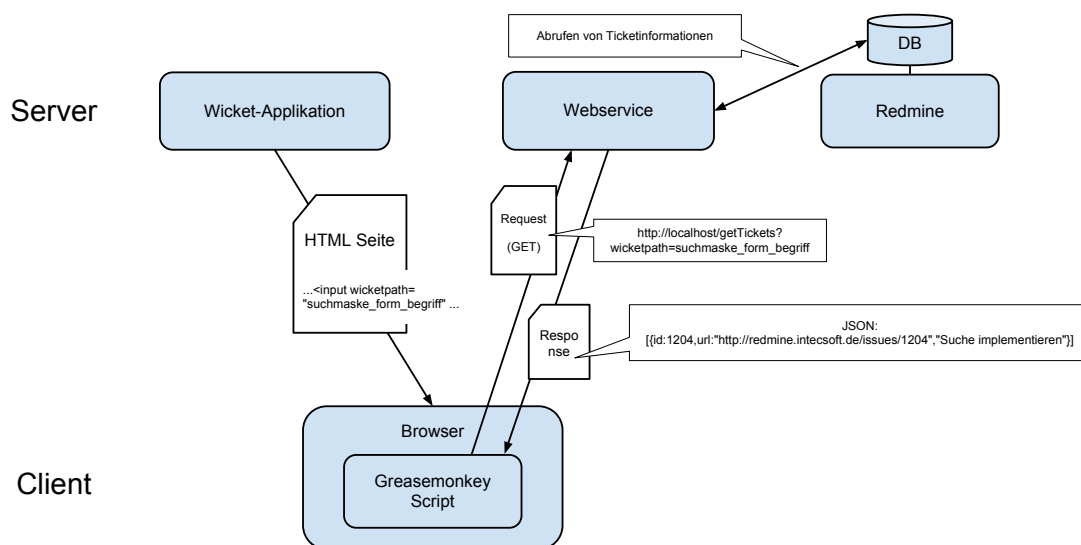 Abrufen von Ticketinformationen
DB
Server
Wicket-Applikation
Webservice
Redmine
HTML Seite
...<input wicketpath=
"suchmaske_form_begriff" ...
Request
(GET)
http://localhost/getTickets?
wicketpath=suchmaske_form_begriff
Respo
nse
JSON:
[{id:1204,url:"http://redmine.intecsoft.de/issues/1204","Suche implementieren"}]
Browser
Greasemonkey
Script
Client